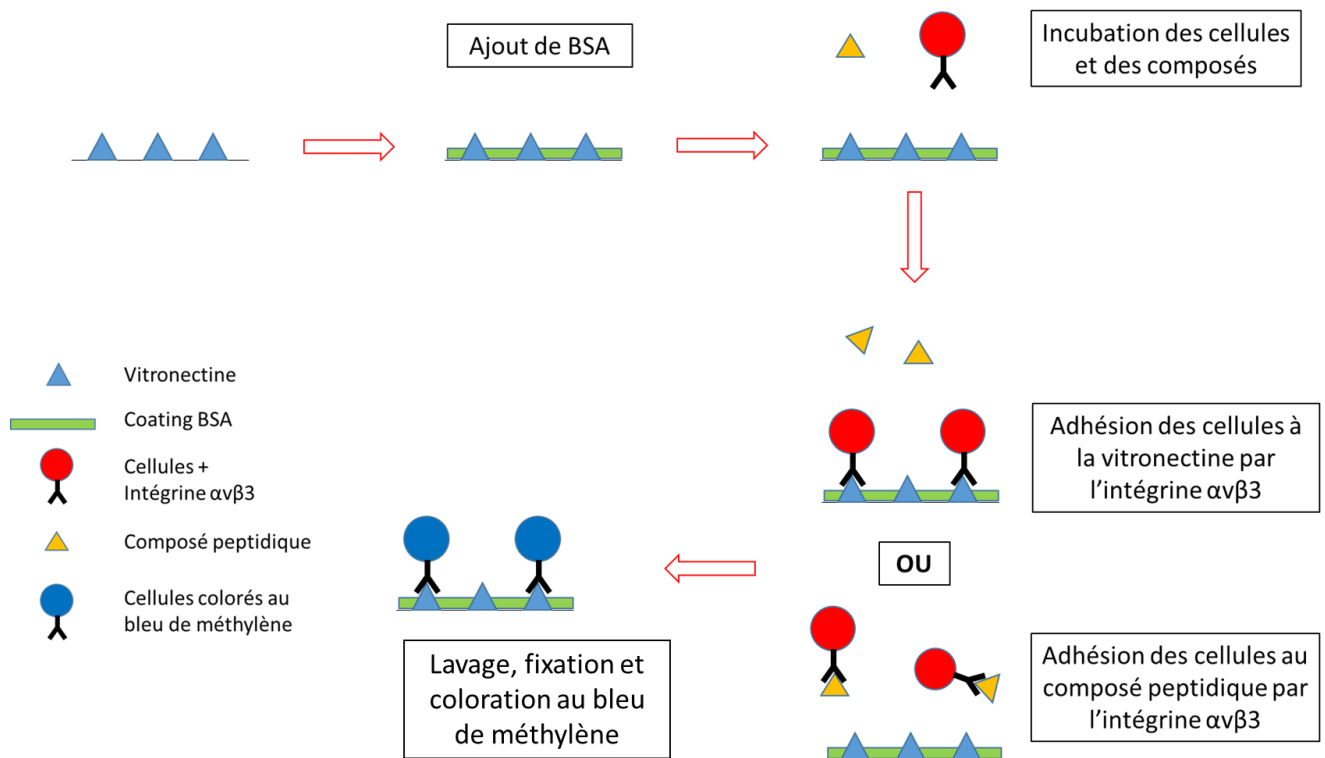 Ajout de BSA
Incubation des cellules
et des composés
Vitronectine
Coating BSA
Cellules +
Intégrine αvβ3
Composé peptidique
Cellules colorés au
bleu de méthylène
Adhésion des cellules à
la vitronectine par
l'intégrine αvβ3
OU
Adhésion des cellules au
composé peptidique par
l'intégrine αvβ3
Lavage, fixation et
coloration au bleu
de méthylène